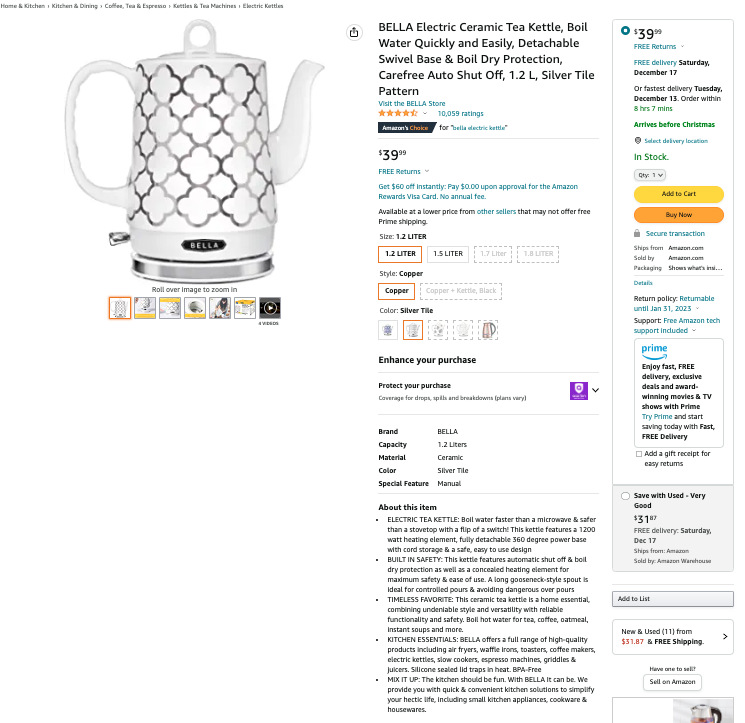 Home & Kitchen › Kitchen & Dining › Coffee, Tea & Espresso › Kettles & Tea Machines › Electric Kettles
BELLA
Roll over image to zoom in
4 VIDEOS
BELLA Electric Ceramic Tea Kettle, Boil
Water Quickly and Easily, Detachable
Swivel Base & Boil Dry Protection,
Carefree Auto Shut Off, 1.2 L, Silver Tile
Pattern
Visit the BELLA Store
10,059 ratings
Amazon's Choice for "bella electric kettle"
$39 99
FREE Returns
Get $60 off instantly: Pay $0.00 upon approval for the Amazon
Rewards Visa Card. No annual fee.
Available at a lower price from other sellers that may not offer free
Prime shipping.
Size: 1.2 LITER
1.2 LITER 1.5 LITER 1.7 Liter 1.8 LITER
Style: Copper
Copper Copper + Kettle, Black
Color: Silver Tile
Enhance your purchase
Protect your purchase
Coverage for drops, spills and breakdowns (plans vary)
Brand BELLA
Capacity 1.2 Liters
Material Ceramic
Color Silver Tile
Special Feature Manual
About this item
• ELECTRIC TEA KETTLE: Boil water faster than a microwave & safer
than a stovetop with a flip of a switch! This kettle features a 1200
watt heating element, fully detachable 360 degree power base
with cord storage & a safe, easy to use design
• BUILT IN SAFETY: This kettle features automatic shut off & boil
dry protection as well as a concealed heating element for
maximum safety & ease of use. A long gooseneck-style spout is
ideal for controlled pours & avoiding dangerous over pours
• TIMELESS FAVORITE: This ceramic tea kettle is a home essential,
combining undeniable style and versatility with reliable
functionality and safety. Boil hot water for tea, coffee, oatmeal,
instant soups and more.
• KITCHEN ESSENTIALS: BELLA offers a full range of high-quality
products including air fryers, waffle irons, toasters, coffee makers,
electric kettles, slow cookers, espresso machines, griddles &
juicers. Silicone sealed lid traps in heat. BPA-Free
• MIX IT UP: The kitchen should be fun. With BELLA it can be. We
provide you with quick & convenient kitchen solutions to simplify
your hectic life, including small kitchen appliances, cookware &
housewares.
$39 99
FREE Returns
FREE delivery Saturday,
December 17
Or fastest delivery Tuesday,
December 13. Order within
8 hrs 7 mins
Arrives before Christmas
Select delivery location
In Stock.
Qty: 1
Add to Cart
Buy Now
Secure transaction
Ships from Amazon.com
Sold by Amazon.com
Packaging Shows what's insi...
Details
Return policy: Returnable
until Jan 31, 2023
Support: Free Amazon tech
support included
prime
Enjoy fast, FREE
delivery, exclusive
deals and award-
winning movies & TV
shows with Prime
Try Prime and start
saving today with Fast,
FREE Delivery
Add a gift receipt for
easy returns
Save with Used - Very
Good
$31 87
FREE delivery: Saturday,
Dec 17
Ships from: Amazon
Sold by: Amazon Warehouse
Add to List
New & Used (11) from
$31.87 & FREE Shipping.
Have one to sell?
Sell on Amazon